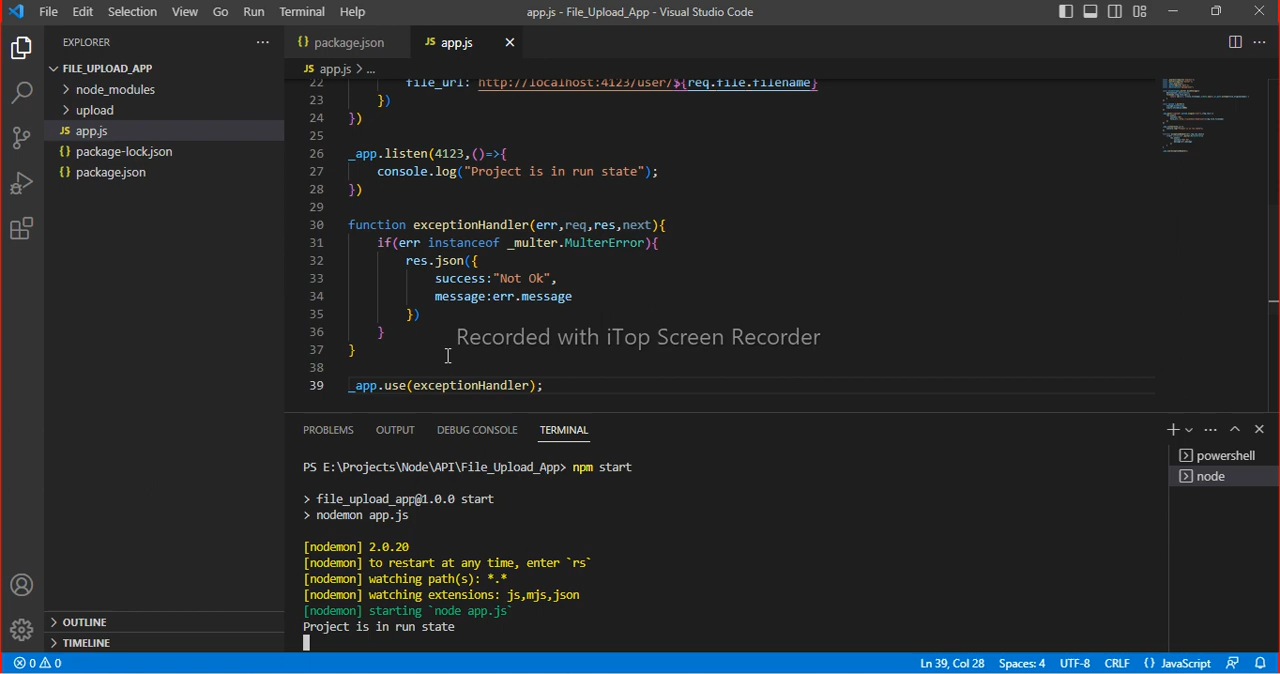 File Edit Selection View Go Run Terminal Help app.js - File_Upload_App - Visual Studio Code
EXPLORER ···
FILE_UPLOAD_APP
node_modules
upload
JS app.js
{} package-lock.json
{} package.json
OUTLINE
TIMELINE
{} package.json JS app.js
JS app.js > ...
22 file_url: http://localhost:4123/user/${req.file.filename}
23 })
24 })
25
26 _app.listen(4123,()=>{
27 console.log("Project is in run state");
28 })
29
30 function exceptionHandler(err,req,res,next){
31 if(err instanceof _multer.MulterError){
32 res.json({
33 success:"Not Ok",
34 message:err.message
35 })
36 }
Recorded with iTop Screen Recorder
37 }
38
39 _app.use(exceptionHandler);
PROBLEMS OUTPUT DEBUG CONSOLE TERMINAL
PS E:\Projects\Node\API\File_Upload_App> npm start
> file_upload_app@1.0.0 start
> nodemon app.js
[nodemon] 2.0.20
[nodemon] to restart at any time, enter `rs`
[nodemon] watching path(s): *.*
[nodemon] watching extensions: js,mjs,json
[nodemon] starting `node app.js`
Project is in run state
powershell
node
0 0 Ln 39, Col 28 Spaces: 4 UTF-8 CRLF {} JavaScript